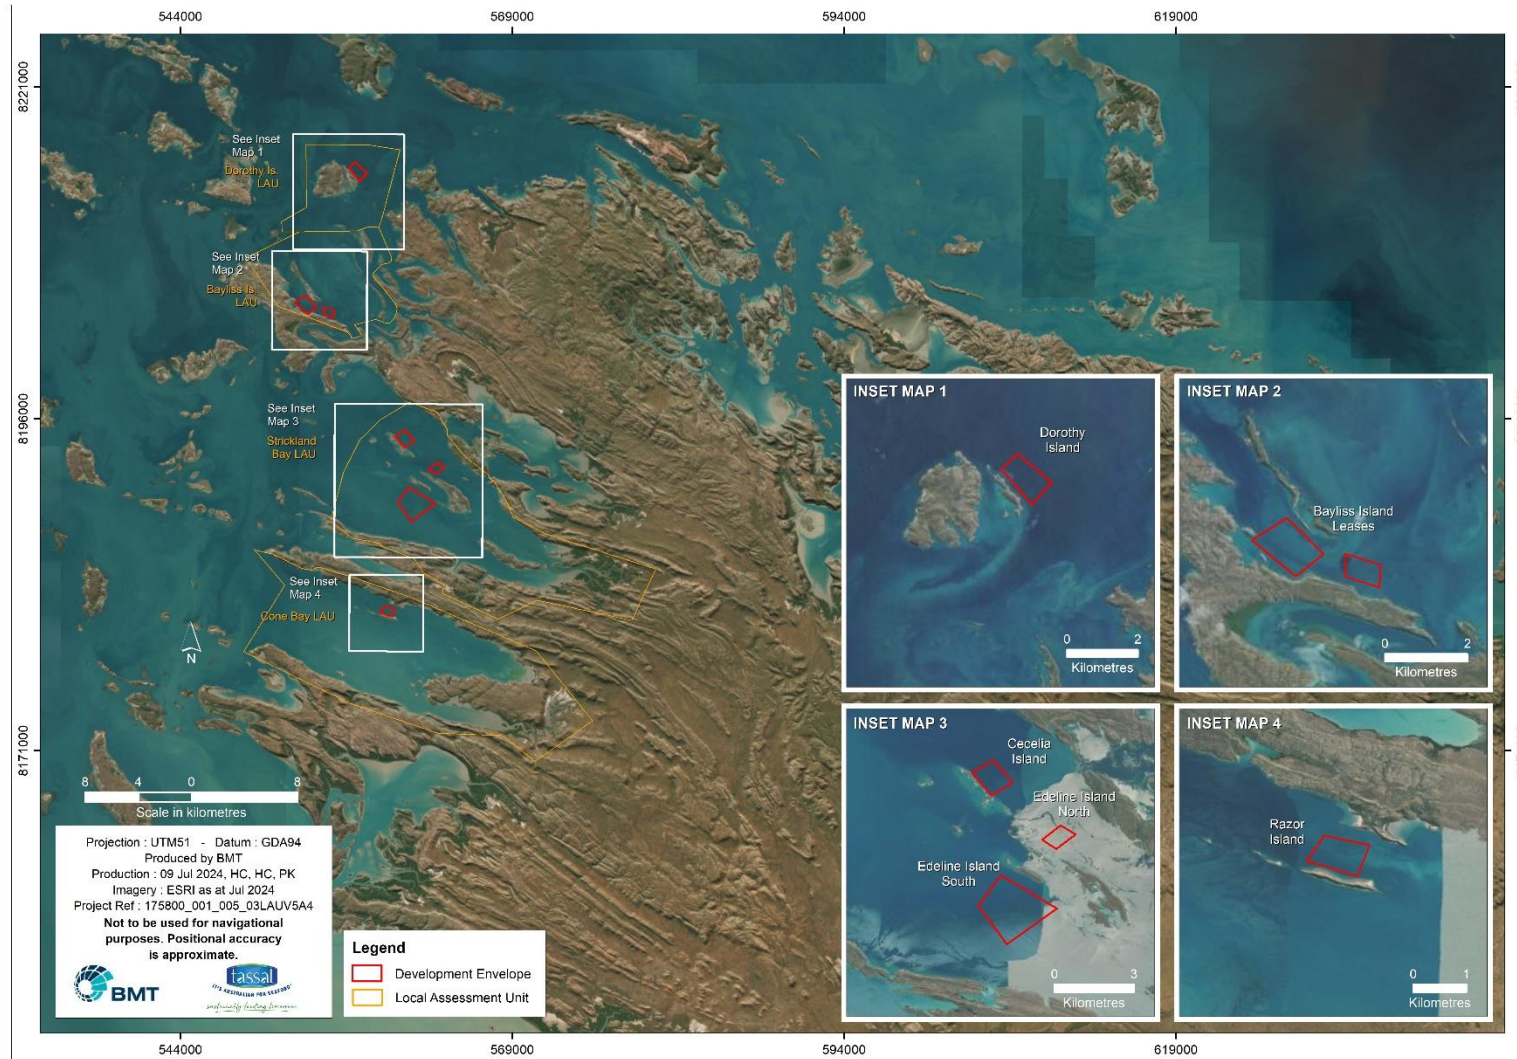 544000
569000
594000
619000
8221000
8196000
8171000
See Inset
Map 1
Dorothy Is.
LAU
See Inset
Map 2
Bayliss Is.
LAU
See Inset
Map 3
Strickland
Bay LAU
See Inset
Map 4
Cone Bay LAU
N
8 4 0 8
Scale in kilometres
Projection : UTM51 - Datum : GDA94
Produced by BMT
Production : 09 Jul 2024, HC, HC, PK
Imagery : ESRI as at Jul 2024
Project Ref : 175800_001_005_03LAUV5A4
Not to be used for navigational
purposes. Positional accuracy
is approximate.
BMT
tassal
IT'S AUSTRALIAN FOR SEAFOOD
Legend
Development Envelope
Local Assessment Unit
INSET MAP 1
Dorothy
Island
0 2
Kilometres
INSET MAP 2
Bayliss Island
Leases
0 2
Kilometres
INSET MAP 3
Cecelia
Island
Edeline Island
North
Edeline Island
South
0 3
Kilometres
INSET MAP 4
Razor
Island
0 1
Kilometres
544000
569000
594000
619000